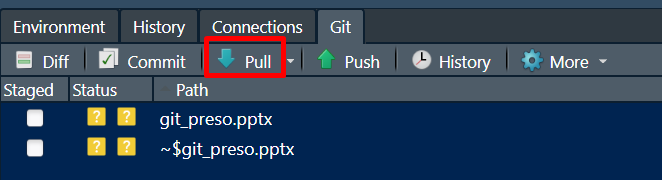 Environment History Connections Git
Diff Commit Pull Push History More
Staged Status Path
? ? git_preso.pptx
? ? ~$git_preso.pptx